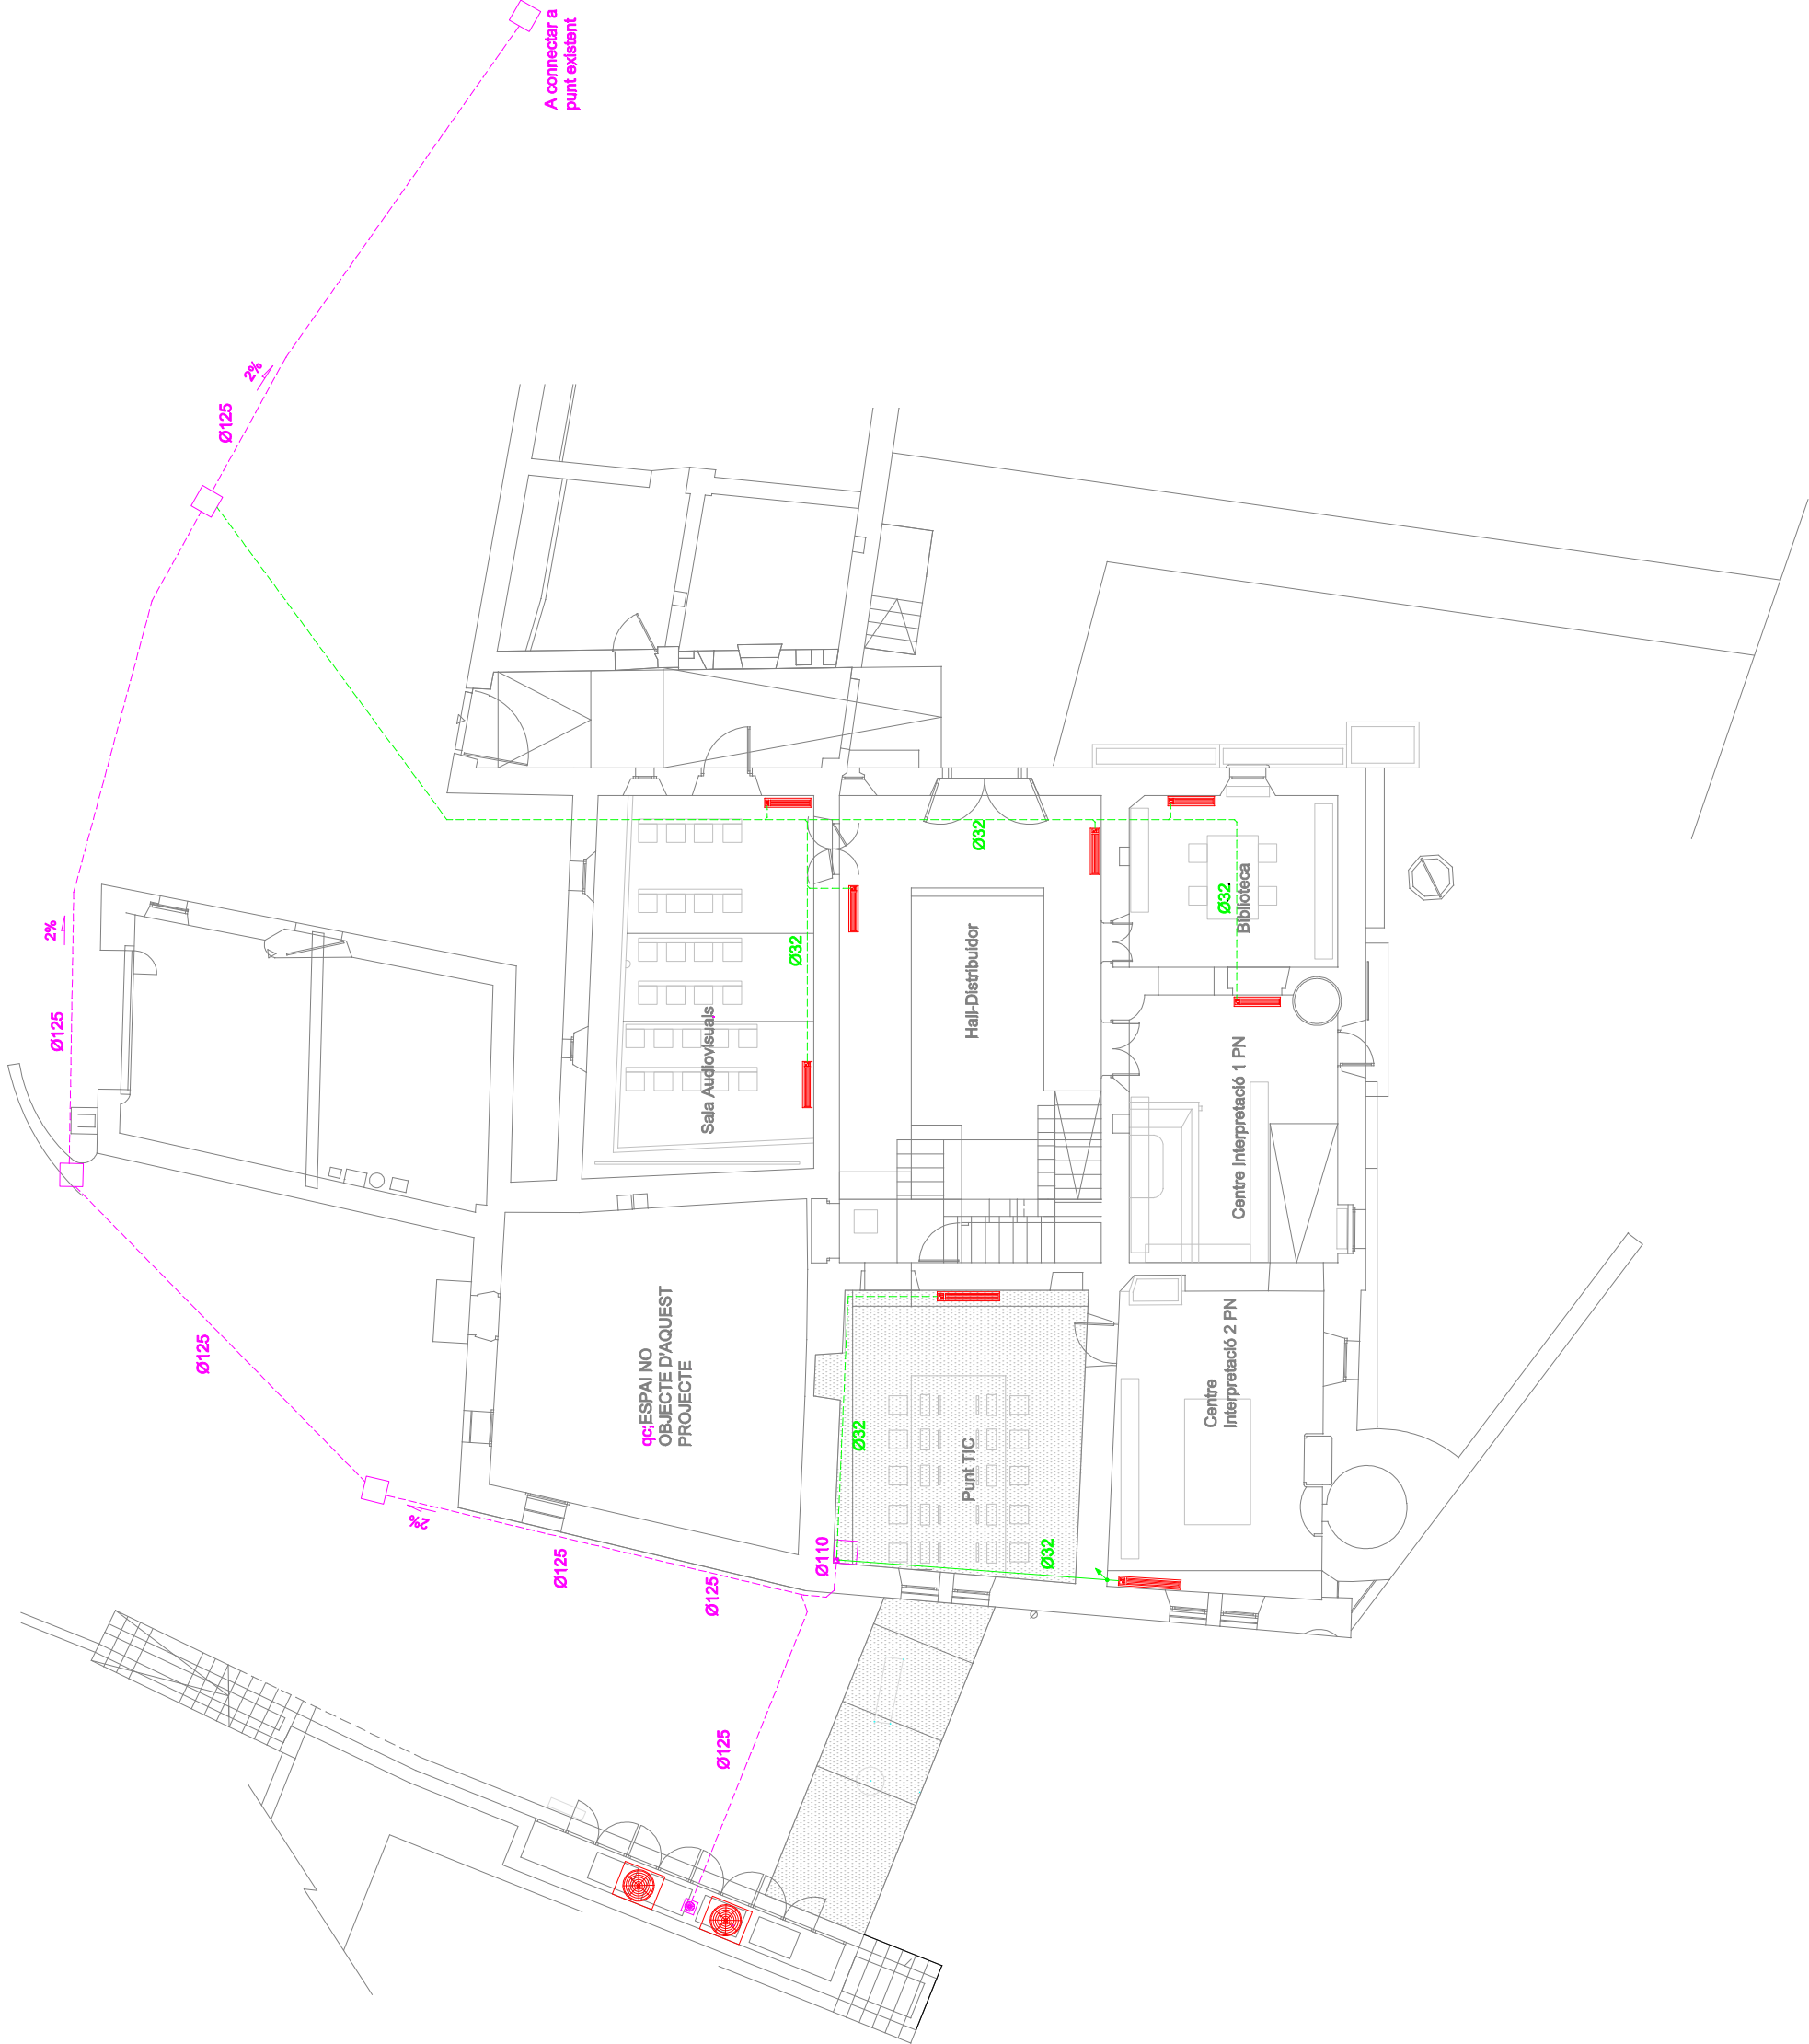 A connectar a
punt existent
2%
Ø125
2%
Ø125
Ø32
Ø32
Ø32
Biblioteca
Hall-Distribuidor
Sala Audiovisuals
Centre Interpretació 1 PN
Ø125
qc;ESPAI NO
OBJECTE D'AQUEST
PROJECTE
Centre
Interpretació 2 PN
Ø32
Punt TIC
2%
Ø110
Ø32
Ø125
Ø125
Ø125